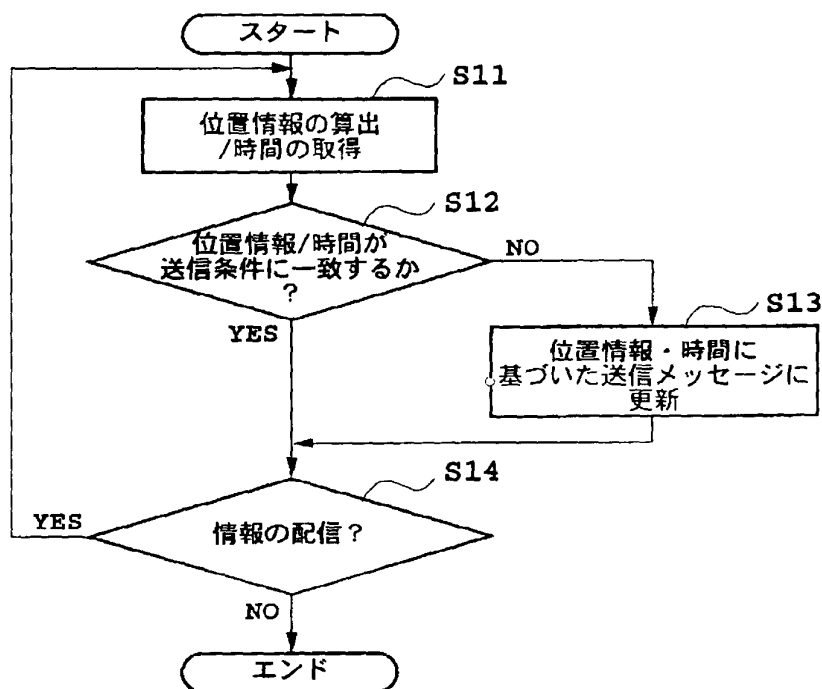 スタート
S11
位置情報の算出
/時間の取得
S12
位置情報/時間が
送信条件に一致するか
?
NO
YES
S13
位置情報・時間に
基づいた送信メッセージに
更新
S14
YES
情報の配信?
NO
エンド